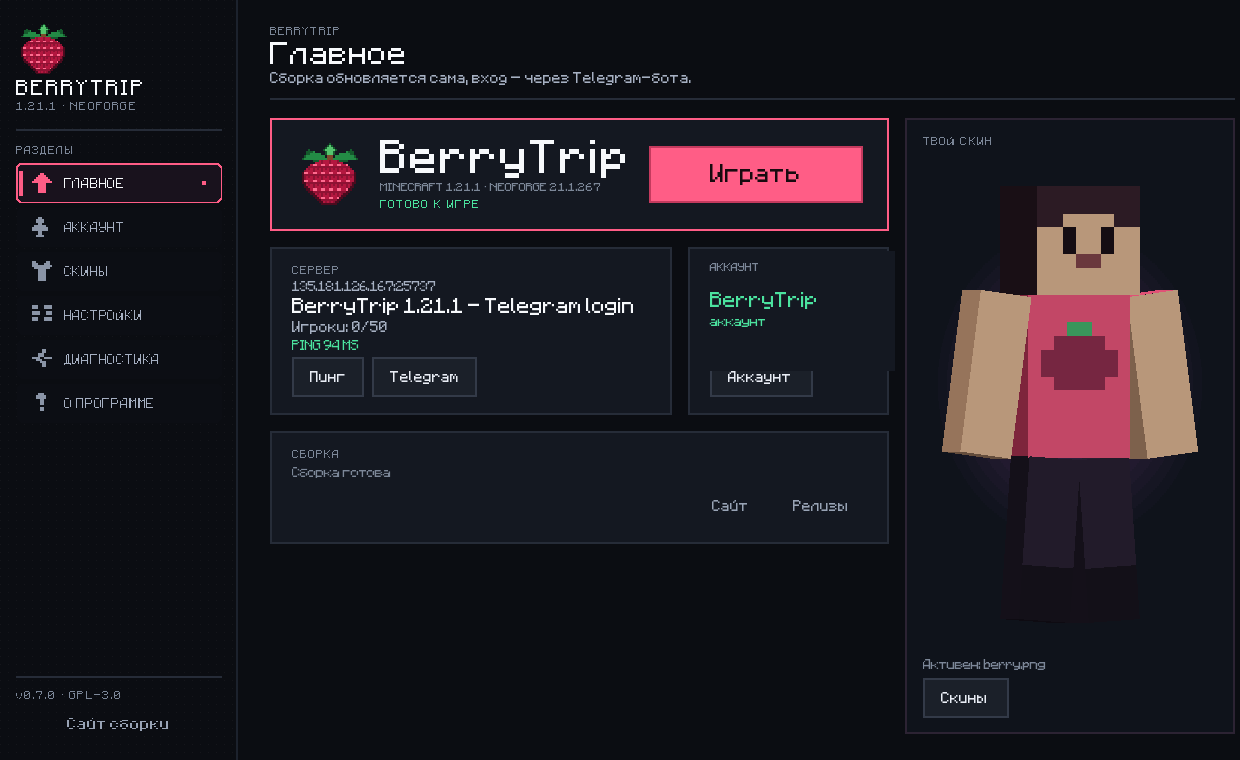 BERRYTRIP
1.21.1 · NEOFORGE
РАЗДЕЛЫ
ГЛАВНОЕ
АККАУНТ
СКИНЫ
НАСТРОЙКИ
ДИАГНОСТИКА
О ПРОГРАММЕ
v0.7.0 · GPL-3.0
Сайт сборки
BERRYTRIP
Главное
Сборка обновляется сама, вход — через Telegram-бота.
BerryTrip
MINECRAFT 1.21.1 · NEOFORGE 21.1.267
ГОТОВО К ИГРЕ
Играть
СЕРВЕР
135.181.126.167:25737
BerryTrip 1.21.1 — Telegram login
Игроки: 0/50
PING 94 MS
Пинг
Telegram
АККАУНТ
BerryTrip
аккаунт
Аккаунт
СБОРКА
Сборка готова
Сайт
Релизы
ТВОЙ СКИН
Активен: berry.png
Скины